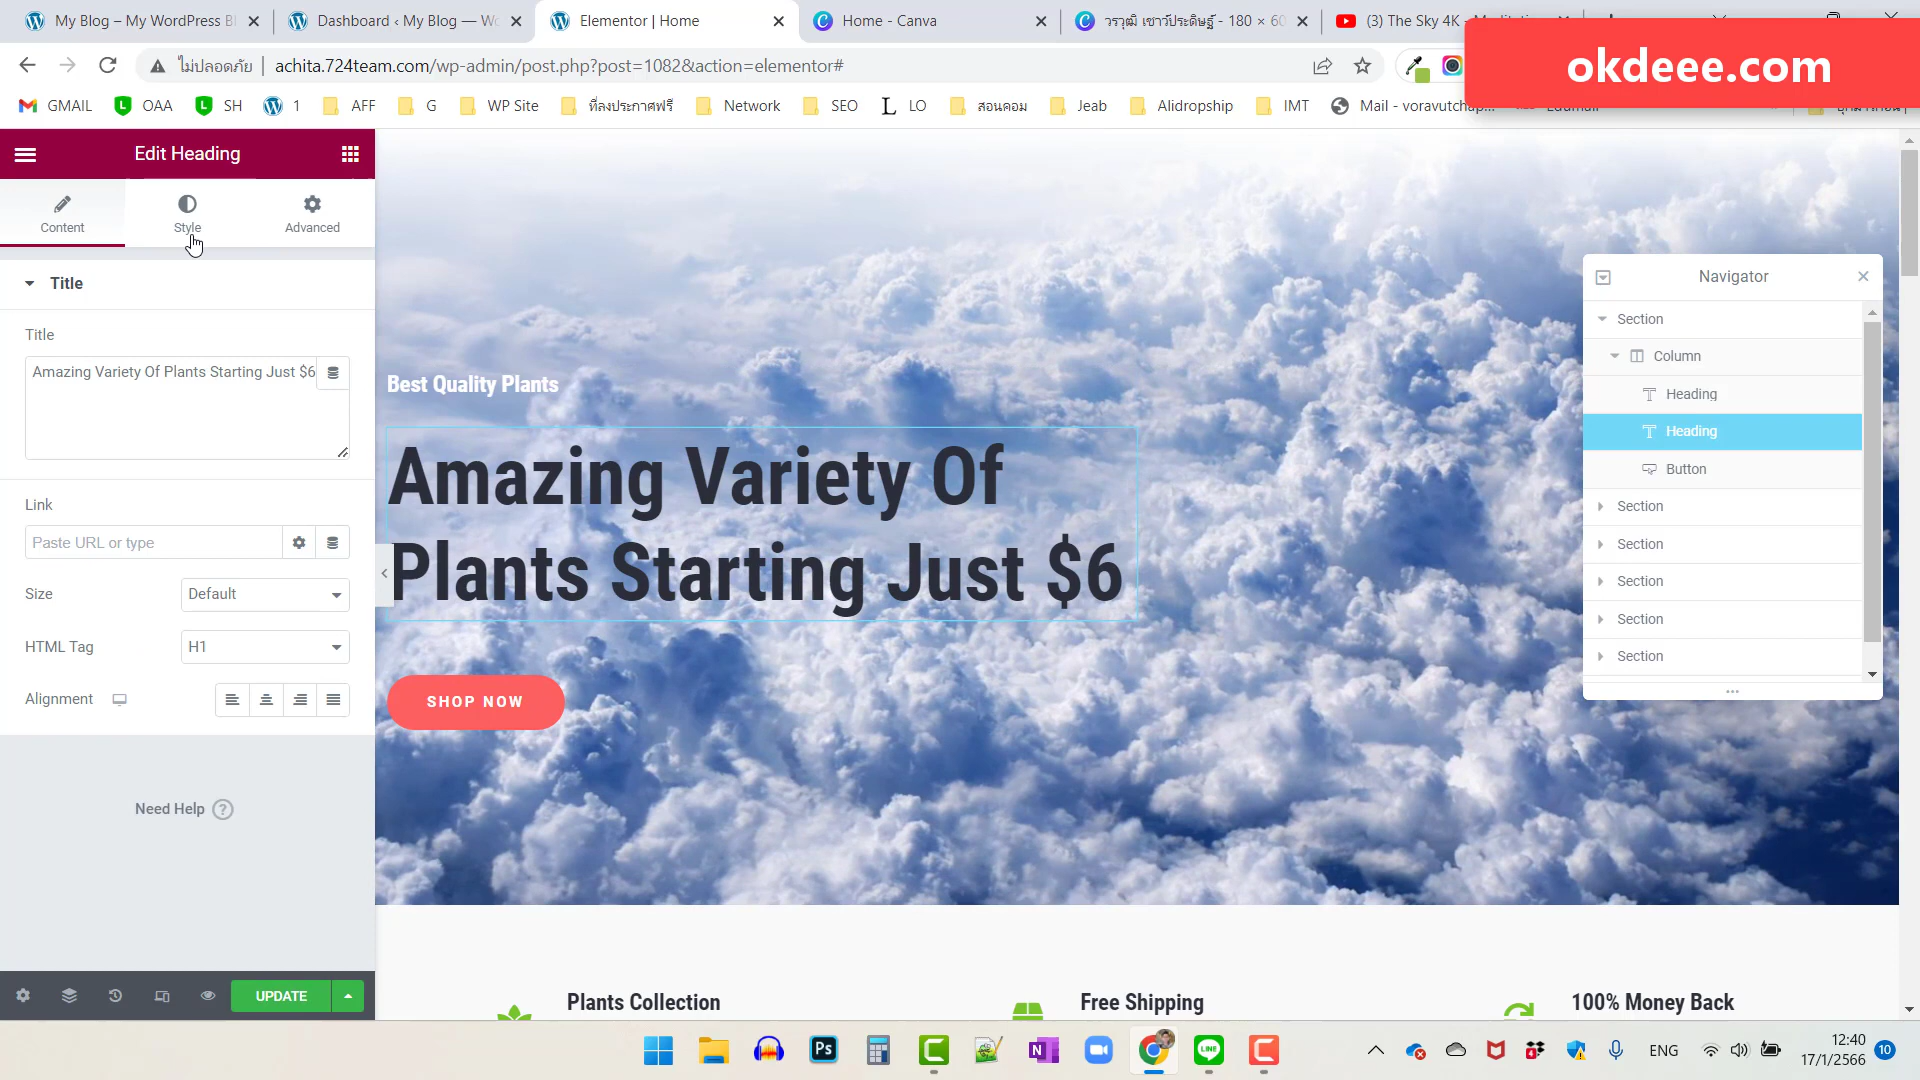 My Blog – My WordPress Bl
Dashboard ‹ My Blog — Wo
Elementor | Home
Home - Canva
วรวุฒิ เชาว์ประดิษฐ์ - 180 × 60
(3) The Sky 4K - Meditation
ไม่ปลอดภัย
achita.724team.com/wp-admin/post.php?post=1082&action=elementor#
okdeee.com
GMAIL
OAA
SH
1
AFF
G
WP Site
ที่ลงประกาศฟรี
Network
SEO
LO
สอนคอม
Jeab
Alidropship
IMT
Mail - voravutchap...
Edumall
Edit Heading
Content
Style
Advanced
Title
Title
Amazing Variety Of Plants Starting Just $6
Link
Paste URL or type
Size
Default
HTML Tag
H1
Alignment
Need Help
UPDATE
Best Quality Plants
Amazing Variety Of
Plants Starting Just $6
SHOP NOW
Plants Collection
Free Shipping
100% Money Back
Navigator
Section
Column
Heading
Heading
Button
Section
Section
Section
Section
Section
Ps
N
LINE
4
ENG
12:40
17/1/2566
10